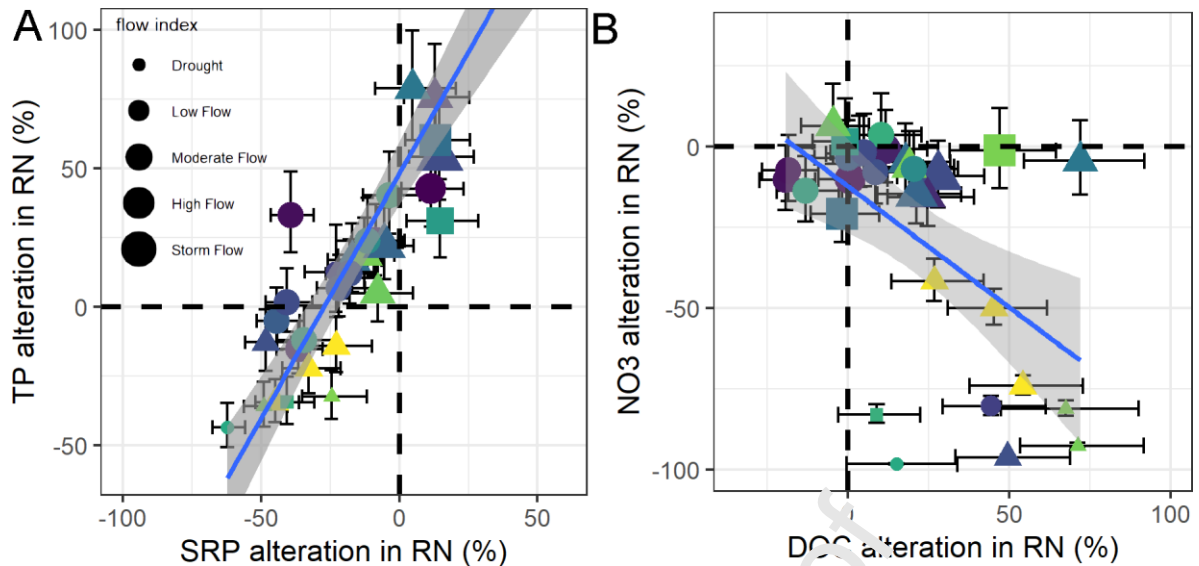 A
flow index
Drought
Low Flow
Moderate Flow
High Flow
Storm Flow
100
50
0
-50
-100
-50
0
50
TP alteration in RN (%)
SRP alteration in RN (%)
B
0
-50
-100
0
50
100
NO3 alteration in RN (%)
DOC alteration in RN (%)
of